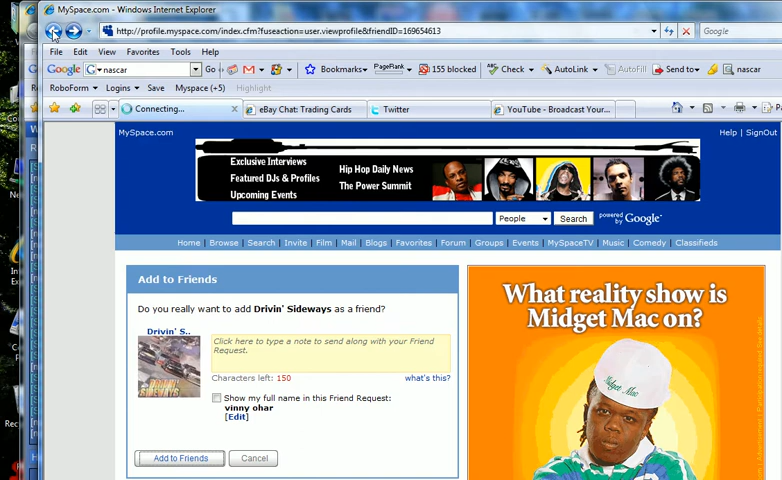 MySpace.com - Windows Internet Explorer
http://profile.myspace.com/index.cfm?fuseaction=user.viewprofile&friendID=169654613
Google
File Edit View Favorites Tools Help
Google nascar Go Bookmarks PageRank 155 blocked Check AutoLink AutoFill Send to nascar
RoboForm Logins Save MySpace (+5) Highlight
Connecting... eBay Chat: Trading Cards Twitter YouTube - Broadcast Your...
MySpace.com Help | SignOut
Exclusive Interviews
Featured DJs & Profiles
Upcoming Events
Hip Hop Daily News
The Power Summit
People Search powered by Google
Home | Browse | Search | Invite | Film | Mail | Blogs | Favorites | Forum | Groups | Events | MySpaceTV | Music | Comedy | Classifieds
Add to Friends
Do you really want to add Drivin' Sideways as a friend?
Drivin' S..
Click here to type a note to send along with your Friend
Request.
Characters left: 150 what's this?
Show my full name in this Friend Request:
vinny ohar
[Edit]
Add to Friends Cancel
What reality show is
Midget Mac on?
Midget Mac